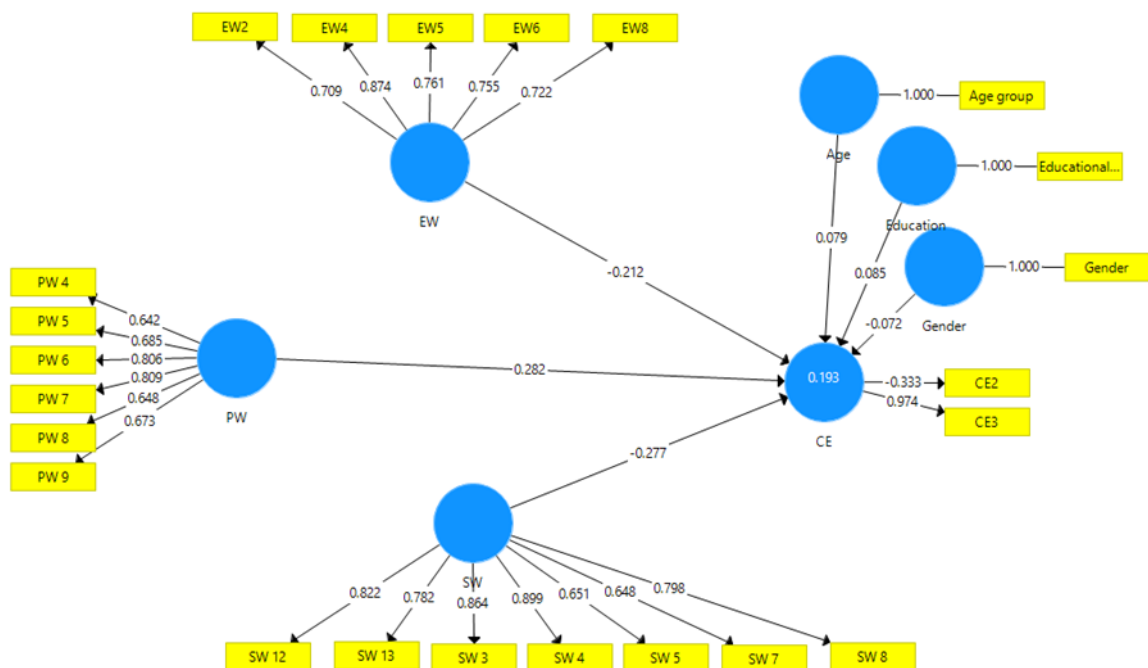 EW2
EW4
EW5
EW6
EW8
0.709
0.874
0.761
0.755
0.722
EW
Age
1.000
Age group
Education
1.000
Educational...
Gender
1.000
Gender
0.079
0.085
-0.072
-0.212
PW 4
PW 5
PW 6
PW 7
PW 8
PW 9
0.642
0.685
0.806
0.809
0.648
0.673
PW
0.282
0.193
CE
-0.333
CE2
0.974
CE3
-0.277
SW
0.822
0.782
0.864
0.899
0.651
0.648
0.798
SW 12
SW 13
SW 3
SW 4
SW 5
SW 7
SW 8